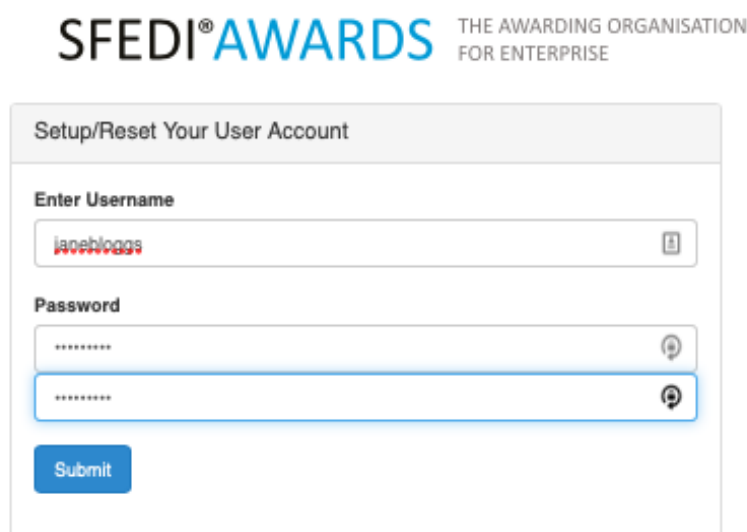 SFEDI®AWARDS THE AWARDING ORGANISATION
FOR ENTERPRISE
Setup/Reset Your User Account
Enter Username
janebloggs
Password
•••••••••
•••••••••
Submit